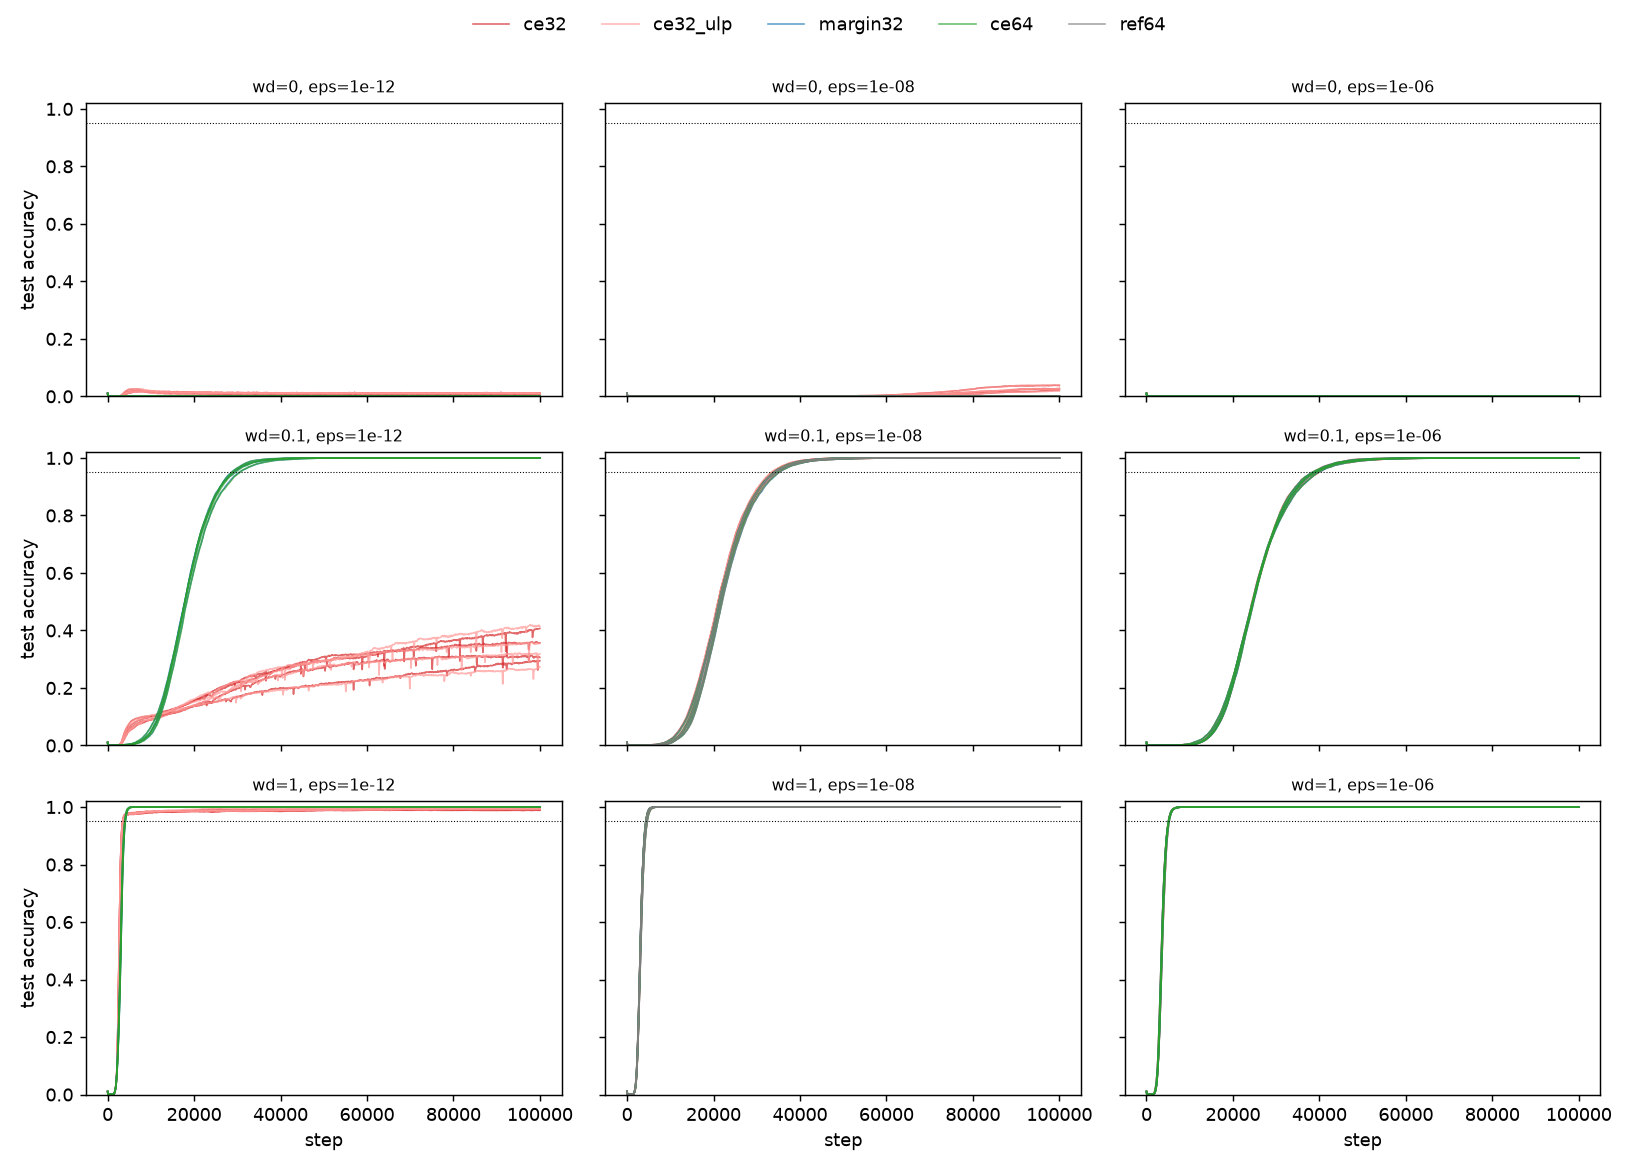 ce32 ce32_ulp margin32 ce64 ref64
wd=0, eps=1e-12 wd=0, eps=1e-08 wd=0, eps=1e-06
test accuracy
1.0
0.8
0.6
0.4
0.2
0.0
wd=0.1, eps=1e-12 wd=0.1, eps=1e-08 wd=0.1, eps=1e-06
test accuracy
1.0
0.8
0.6
0.4
0.2
0.0
wd=1, eps=1e-12 wd=1, eps=1e-08 wd=1, eps=1e-06
test accuracy
1.0
0.8
0.6
0.4
0.2
0.0
0 20000 40000 60000 80000 100000 0 20000 40000 60000 80000 100000 0 20000 40000 60000 80000 100000
step step step